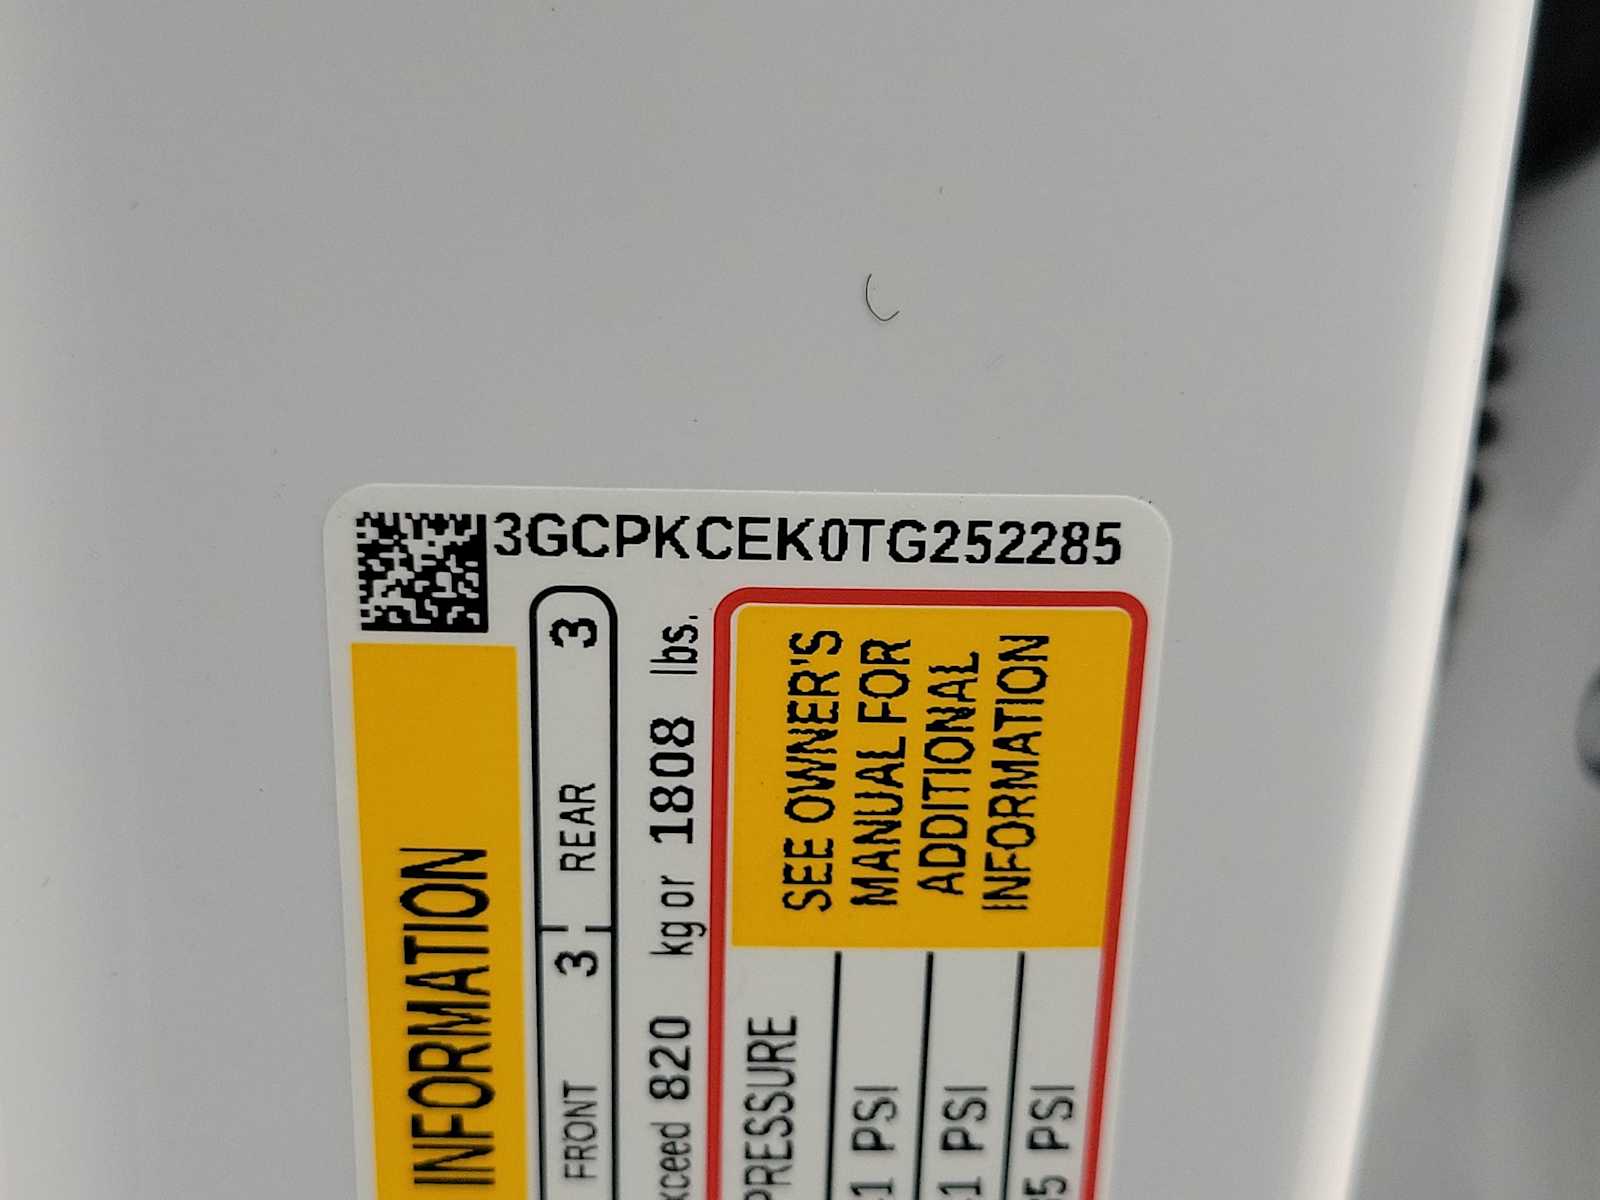 3GCPKCEK0TG252285
INFORMATION
FRONT 3 REAR 3
820 kg or 1808 lbs.
PRESSURE
PSI
PSI
PSI
SEE OWNER'S
MANUAL FOR
ADDITIONAL
INFORMATION